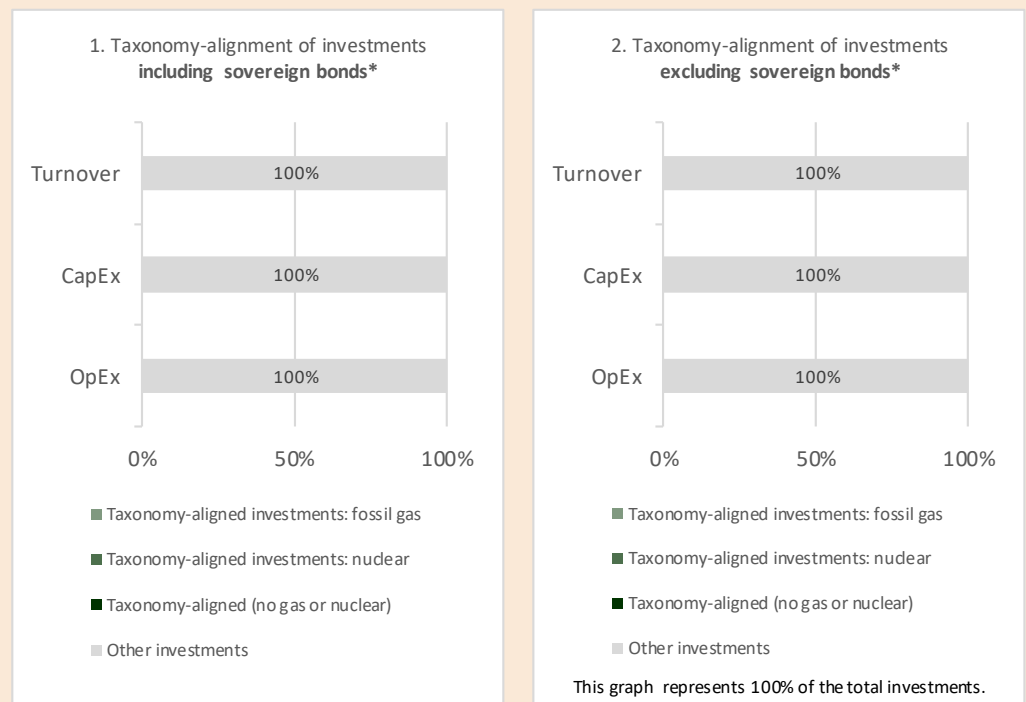 1. Taxonomy-alignment of investments
including sovereign bonds*
Turnover
100%
CapEx
100%
OpEx
100%
0%
50%
100%
Taxonomy-aligned investments: fossil gas
Taxonomy-aligned investments: nuclear
Taxonomy-aligned (no gas or nuclear)
Other investments
2. Taxonomy-alignment of investments
excluding sovereign bonds*
Turnover
100%
CapEx
100%
OpEx
100%
0%
50%
100%
Taxonomy-aligned investments: fossil gas
Taxonomy-aligned investments: nuclear
Taxonomy-aligned (no gas or nuclear)
Other investments
This graph represents 100% of the total investments.